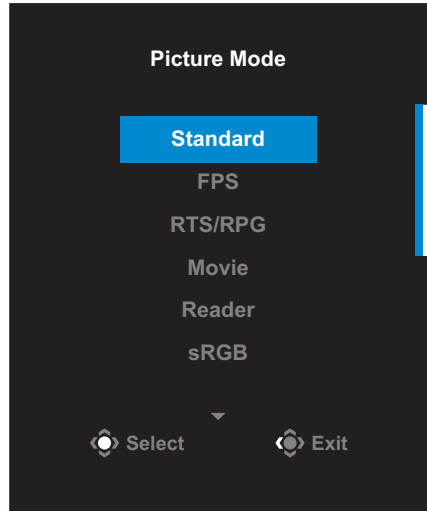 Picture Mode
Standard
FPS
RTS/RPG
Movie
Reader
sRGB
Select Exit